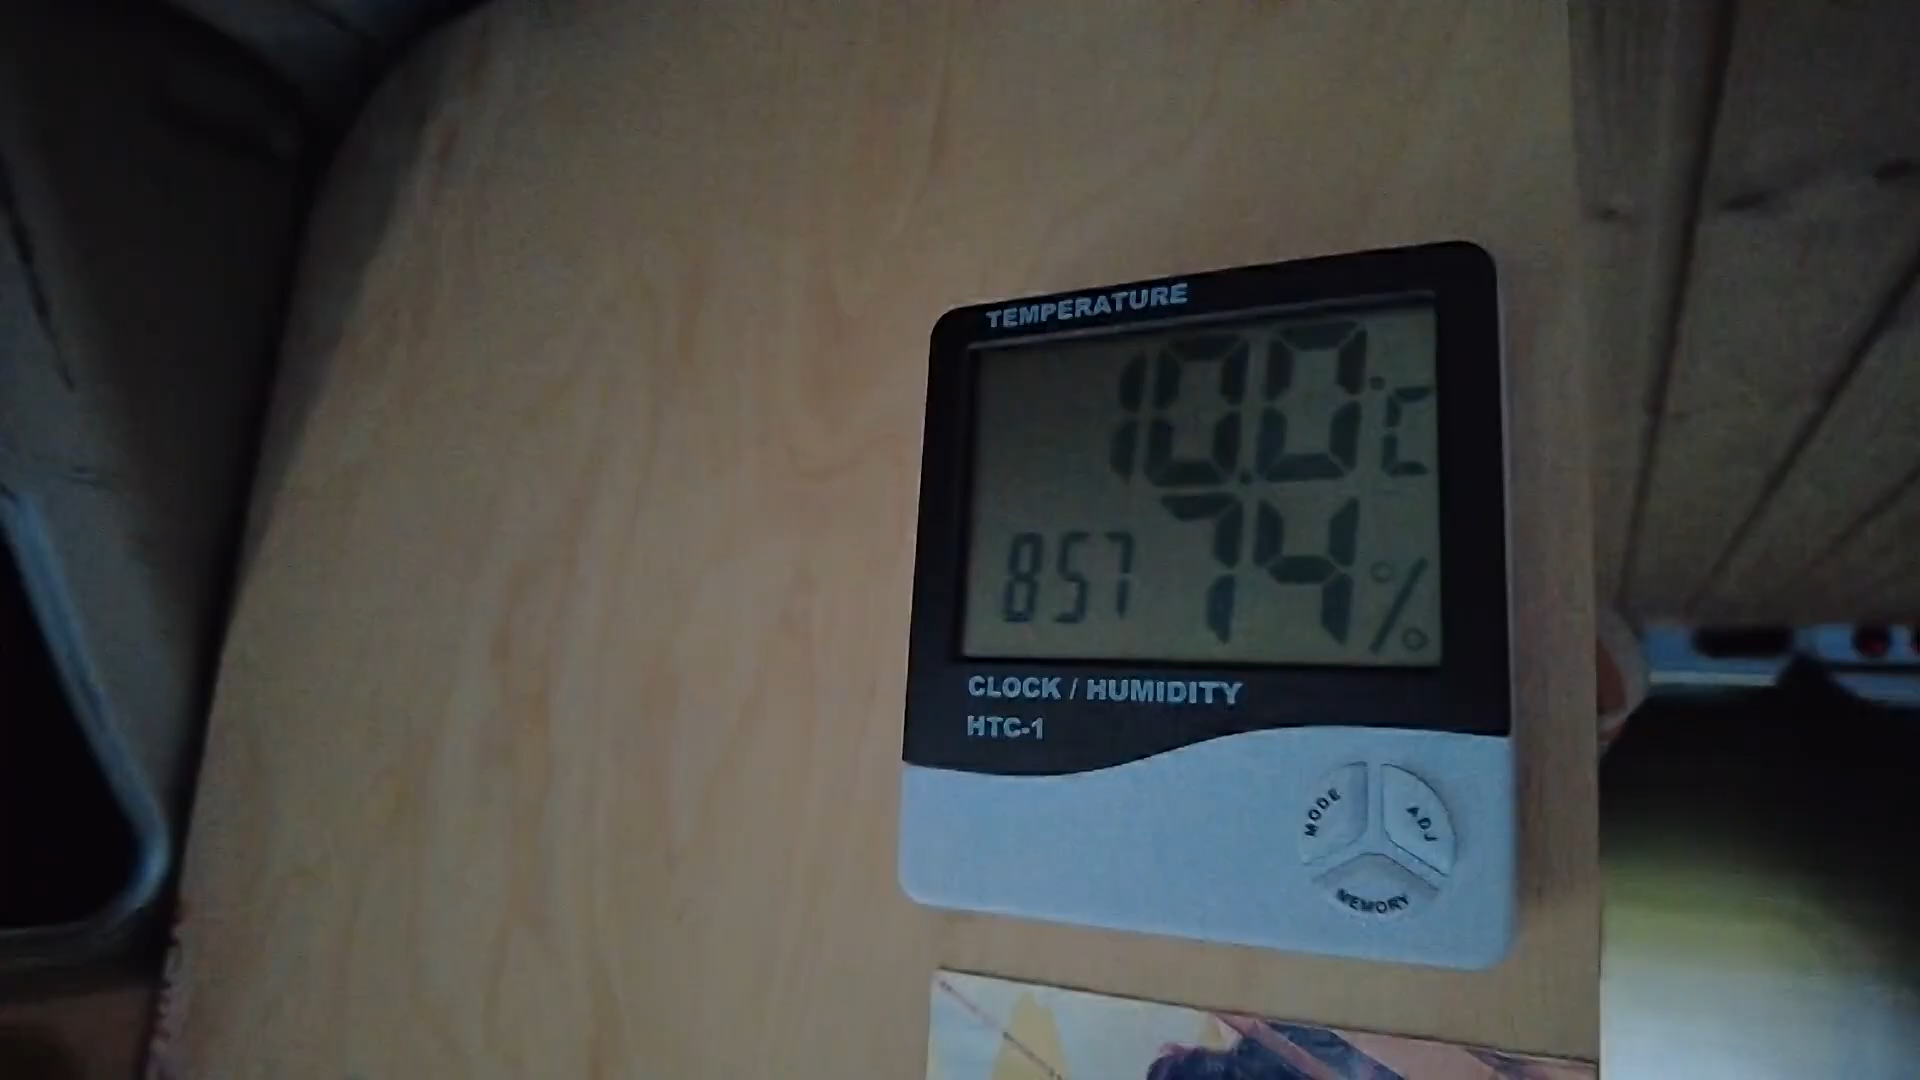 TEMPERATURE
10.0°C
857 74%
CLOCK / HUMIDITY
HTC-1
MODE ADJ
MEMORY